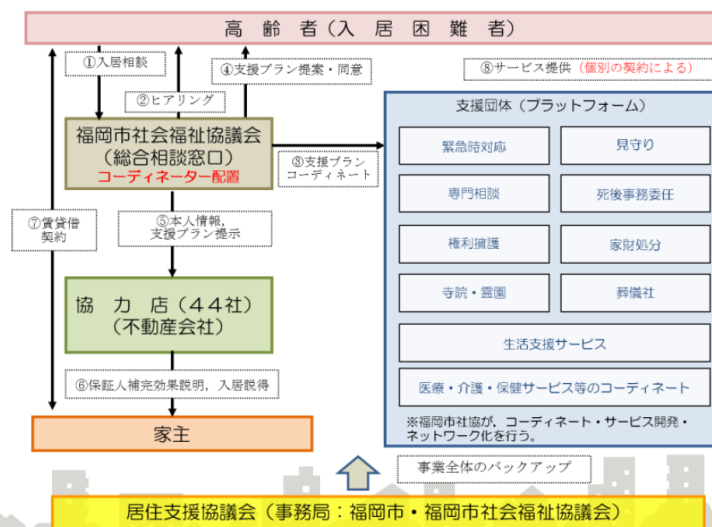 高齢者（入居困難者）
①入居相談
④支援プラン提案・同意
⑧サービス提供（個別の契約による）
②ヒアリング
福岡市社会福祉協議会
（総合相談窓口）
コーディネーター配置
③支援プラン
コーディネート
支援団体（プラットフォーム）
緊急時対応
見守り
専門相談
死後事務委任
権利擁護
家財処分
寺院・霊園
葬儀社
生活支援サービス
医療・介護・保健サービス等のコーディネート
※福岡市社協が，コーディネート・サービス開発・
ネットワーク化を行う。
⑦賃貸借
契約
⑤本人情報，
支援プラン提示
協力店（４４社）
（不動産会社）
⑥保証人補完効果説明，入居説得
家主
事業全体のバックアップ
居住支援協議会（事務局：福岡市・福岡市社会福祉協議会）